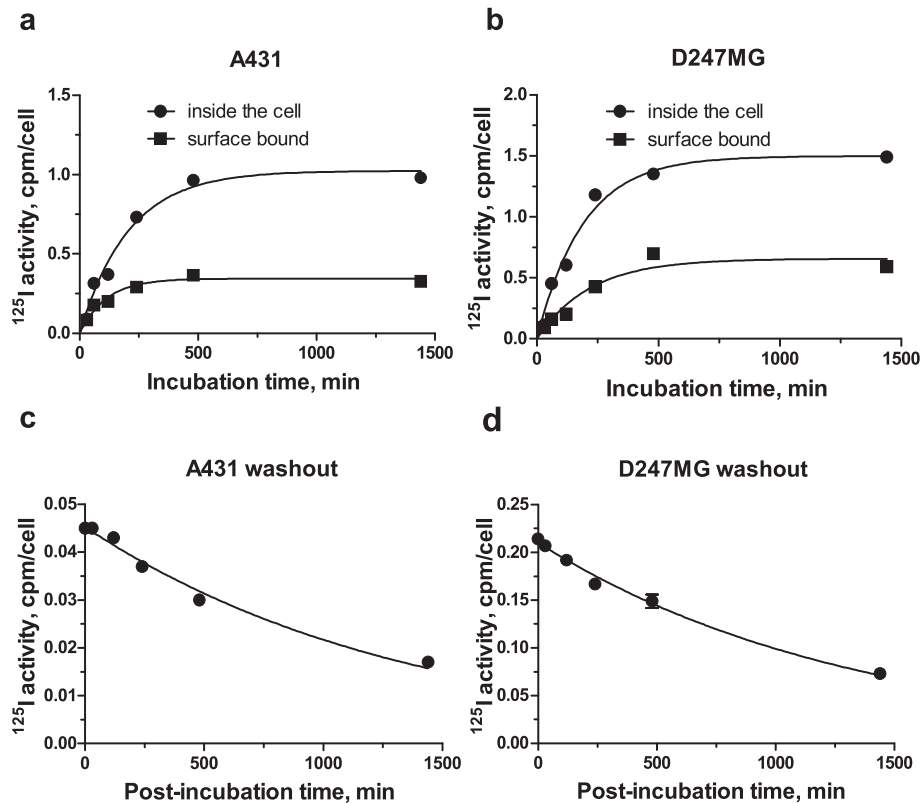 a
A431
1.5
1.0
0.5
0.0
0
500
1000
1500
inside the cell
surface bound
¹²⁵I activity, cpm/cell
Incubation time, min
b
D247MG
2.0
1.5
1.0
0.5
0.0
0
500
1000
1500
inside the cell
surface bound
¹²⁵I activity, cpm/cell
Incubation time, min
c
A431 washout
0.05
0.04
0.03
0.02
0.01
0.00
0
500
1000
1500
¹²⁵I activity, cpm/cell
Post-incubation time, min
d
D247MG washout
0.25
0.20
0.15
0.10
0.05
0.00
0
500
1000
1500
¹²⁵I activity, cpm/cell
Post-incubation time, min